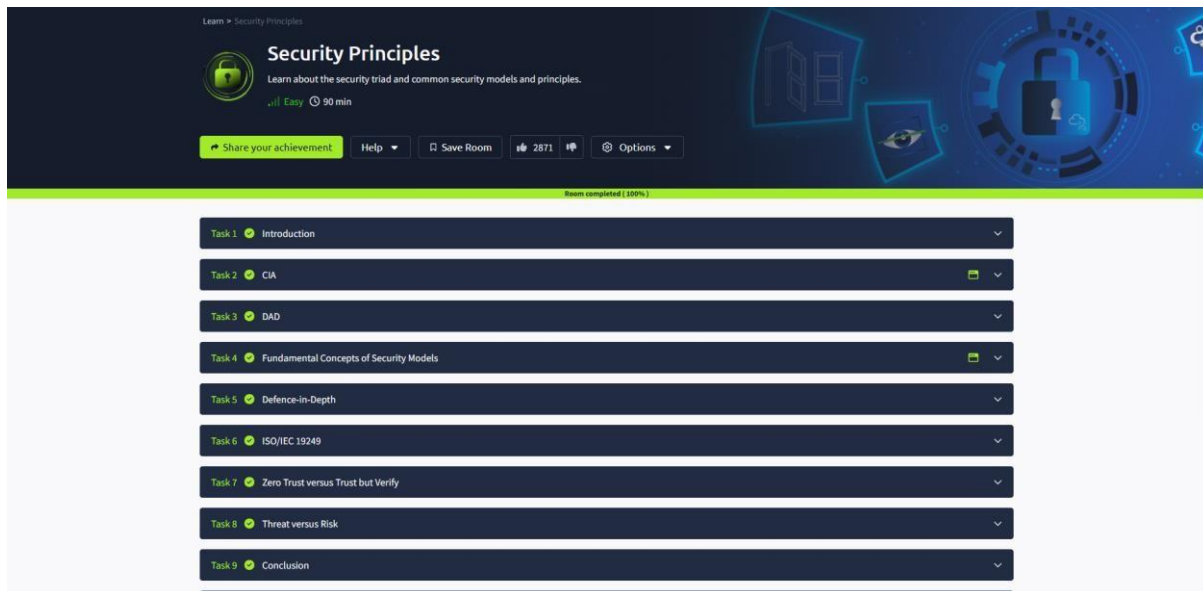 Learn > Security Principles
Security Principles
Learn about the security triad and common security models and principles.
Easy 90 min
Share your achievement Help Save Room 2871 Options
Room completed ( 100% )
Task 1 Introduction
Task 2 CIA
Task 3 DAD
Task 4 Fundamental Concepts of Security Models
Task 5 Defence-in-Depth
Task 6 ISO/IEC 19249
Task 7 Zero Trust versus Trust but Verify
Task 8 Threat versus Risk
Task 9 Conclusion